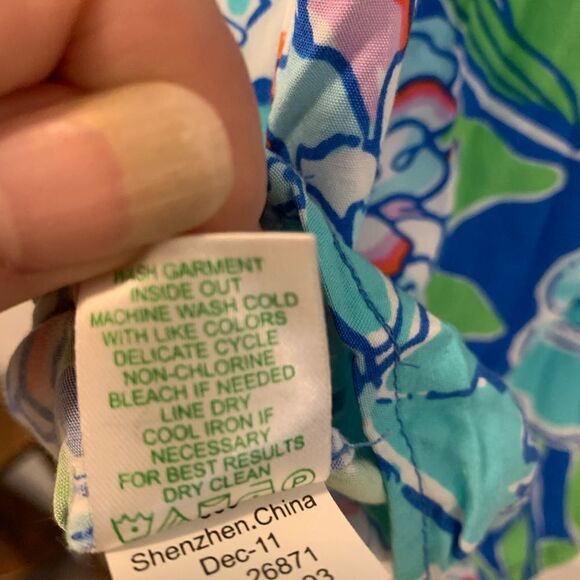 WASH GARMENT
INSIDE OUT
MACHINE WASH COLD
WITH LIKE COLORS
DELICATE CYCLE
NON-CHLORINE
BLEACH IF NEEDED
LINE DRY
COOL IRON IF
NECESSARY
FOR BEST RESULTS
DRY CLEAN
Shenzhen.China
Dec-11
26871